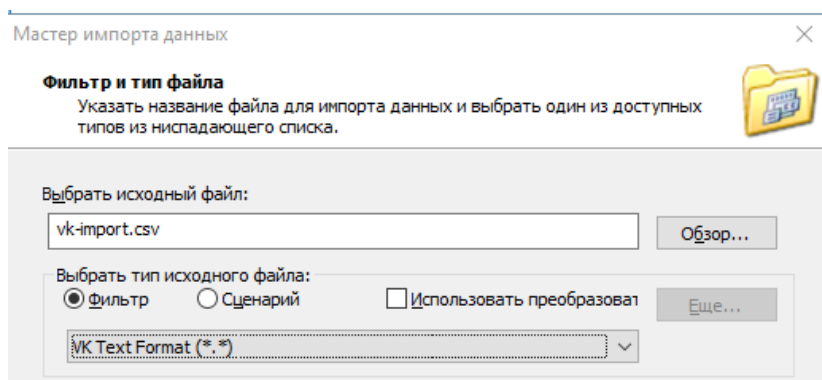 Мастер импорта данных
Фильтр и тип файла
Указать название файла для импорта данных и выбрать один из доступных
типов из ниспадающего списка.
Выбрать исходный файл:
vk-import.csv
Обзор...
Выбрать тип исходного файла:
Фильтр
Сценарий
Использовать преобразоват
Еще...
VK Text Format (*.*)